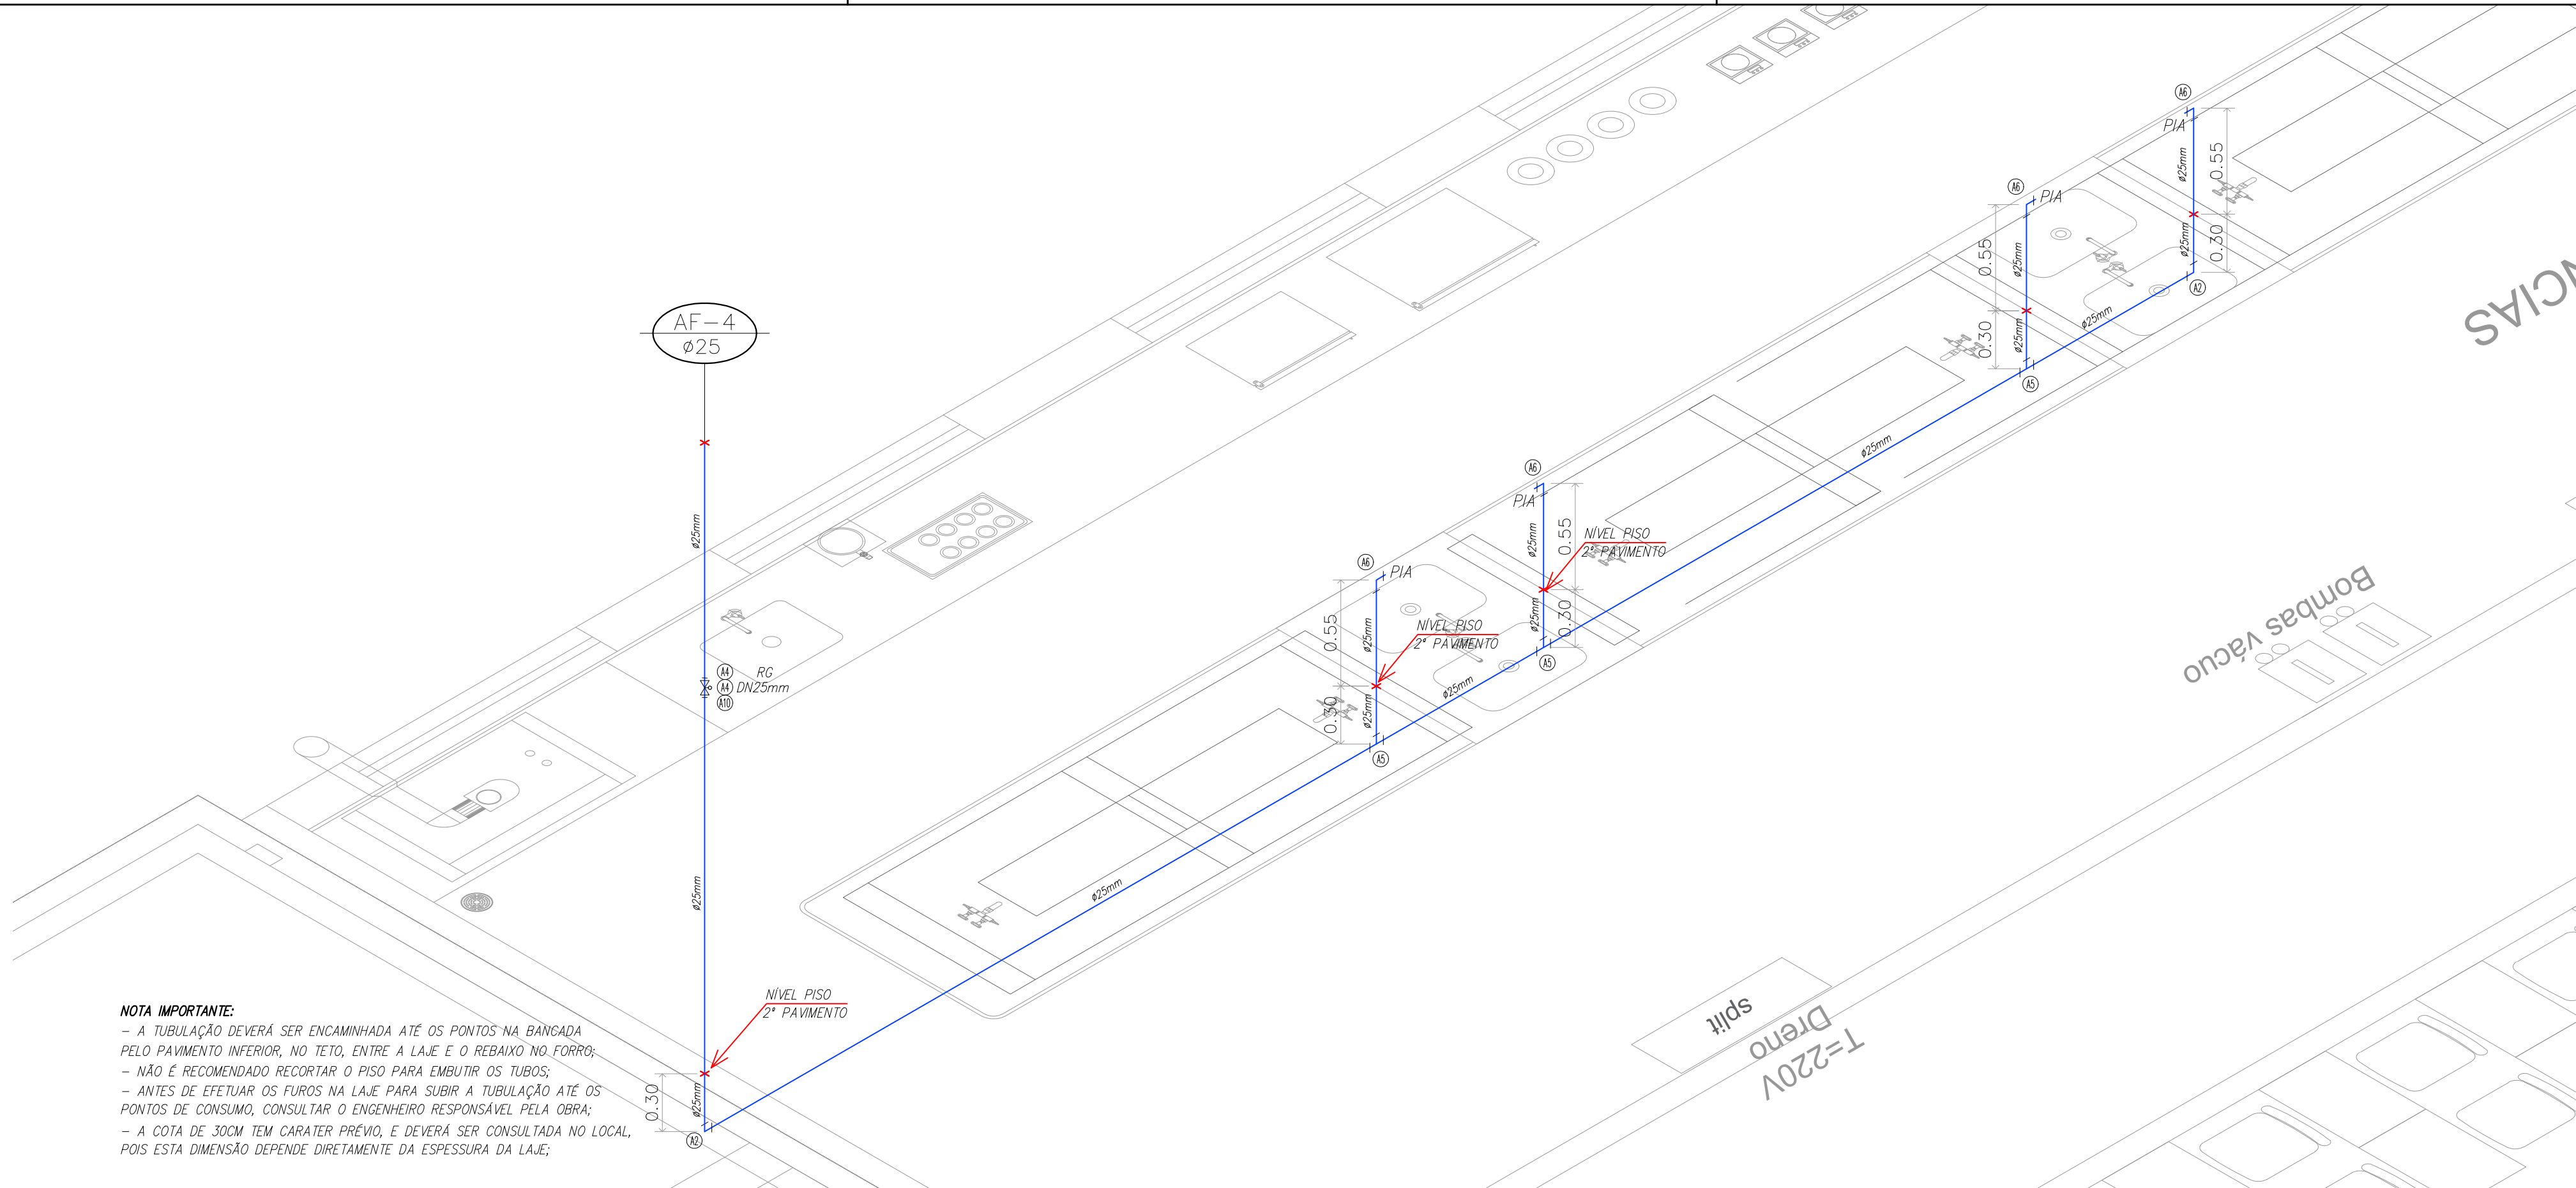 A6
PIA
ø25mm
0.55
ø25mm
0.30
A2
A6
PIA
0.55
ø25mm
0.30
ø25mm
A5
ø25mm
NCIAS
AF-4
ø25
ø25mm
A4
RG
A4
DN25mm
A10
ø25mm
A6
PIA
ø25mm
0.55
ø25mm
0.30
A5
NÍVEL PISO
2° PAVIMENTO
ø25mm
A6
PIA
0.55
ø25mm
0.30
ø25mm
A5
NÍVEL PISO
2° PAVIMENTO
ø25mm
ø25mm
Bombas vácuo
split
Dreno
T=220V
NÍVEL PISO
2° PAVIMENTO
0.30
ø25mm
A2
NOTA IMPORTANTE:
- A TUBULAÇÃO DEVERÁ SER ENCAMINHADA ATÉ OS PONTOS NA BANCADA
PELO PAVIMENTO INFERIOR, NO TETO, ENTRE A LAJE E O REBAIXO NO FORRO;
- NÃO É RECOMENDADO RECORTAR O PISO PARA EMBUTIR OS TUBOS;
- ANTES DE EFETUAR OS FUROS NA LAJE PARA SUBIR A TUBULAÇÃO ATÉ OS
PONTOS DE CONSUMO, CONSULTAR O ENGENHEIRO RESPONSÁVEL PELA OBRA;
- A COTA DE 30CM TEM CARATER PRÉVIO, E DEVERÁ SER CONSULTADA NO LOCAL,
POIS ESTA DIMENSÃO DEPENDE DIRETAMENTE DA ESPESSURA DA LAJE;